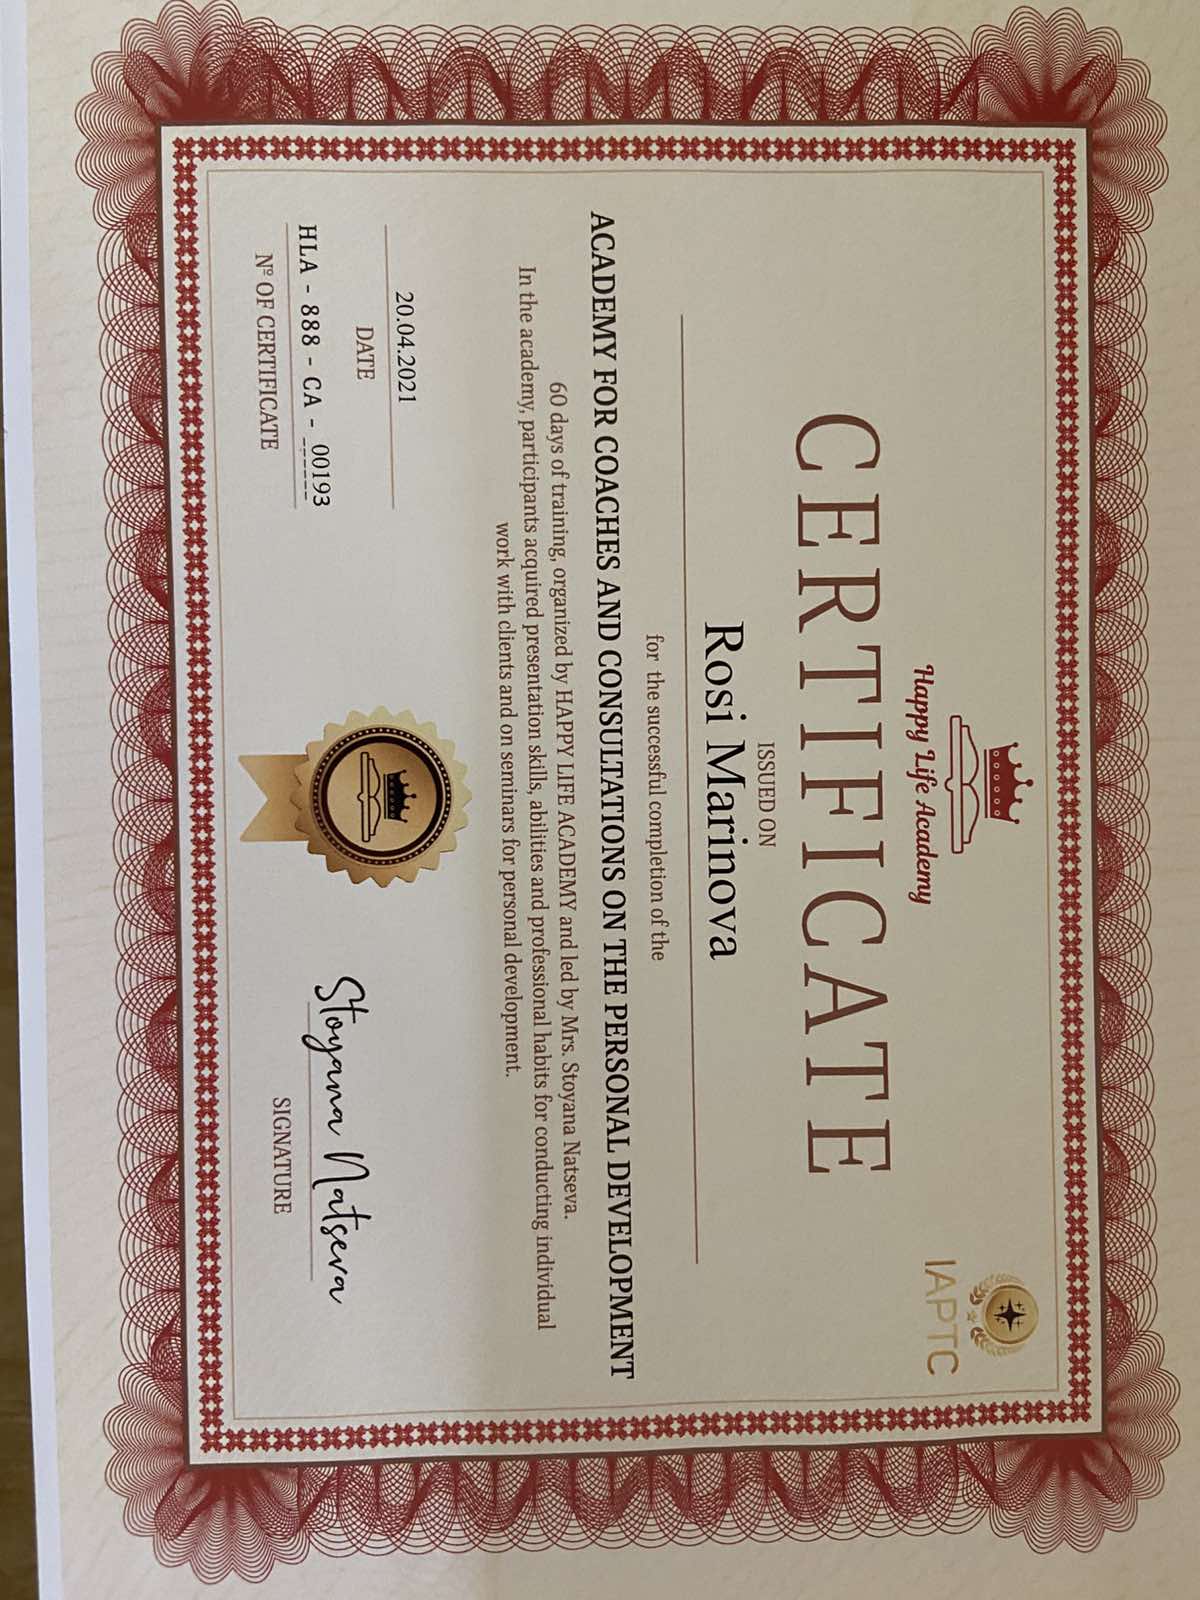 Happy Life Academy
IAPTC
CERTIFICATE
ISSUED ON
Rosi Marinova
for the successful completion of the
ACADEMY FOR COACHES AND CONSULTATIONS ON THE PERSONAL DEVELOPMENT
60 days of training, organized by HAPPY LIFE ACADEMY and led by Mrs. Stoyana Natseva.
In the academy, participants acquired presentation skills, abilities and professional habits for conducting individual
work with clients and on seminars for personal development.
20.04.2021
DATE
HLA - 888 - CA - 00193
Nº OF CERTIFICATE
Stoyana Natseva
SIGNATURE